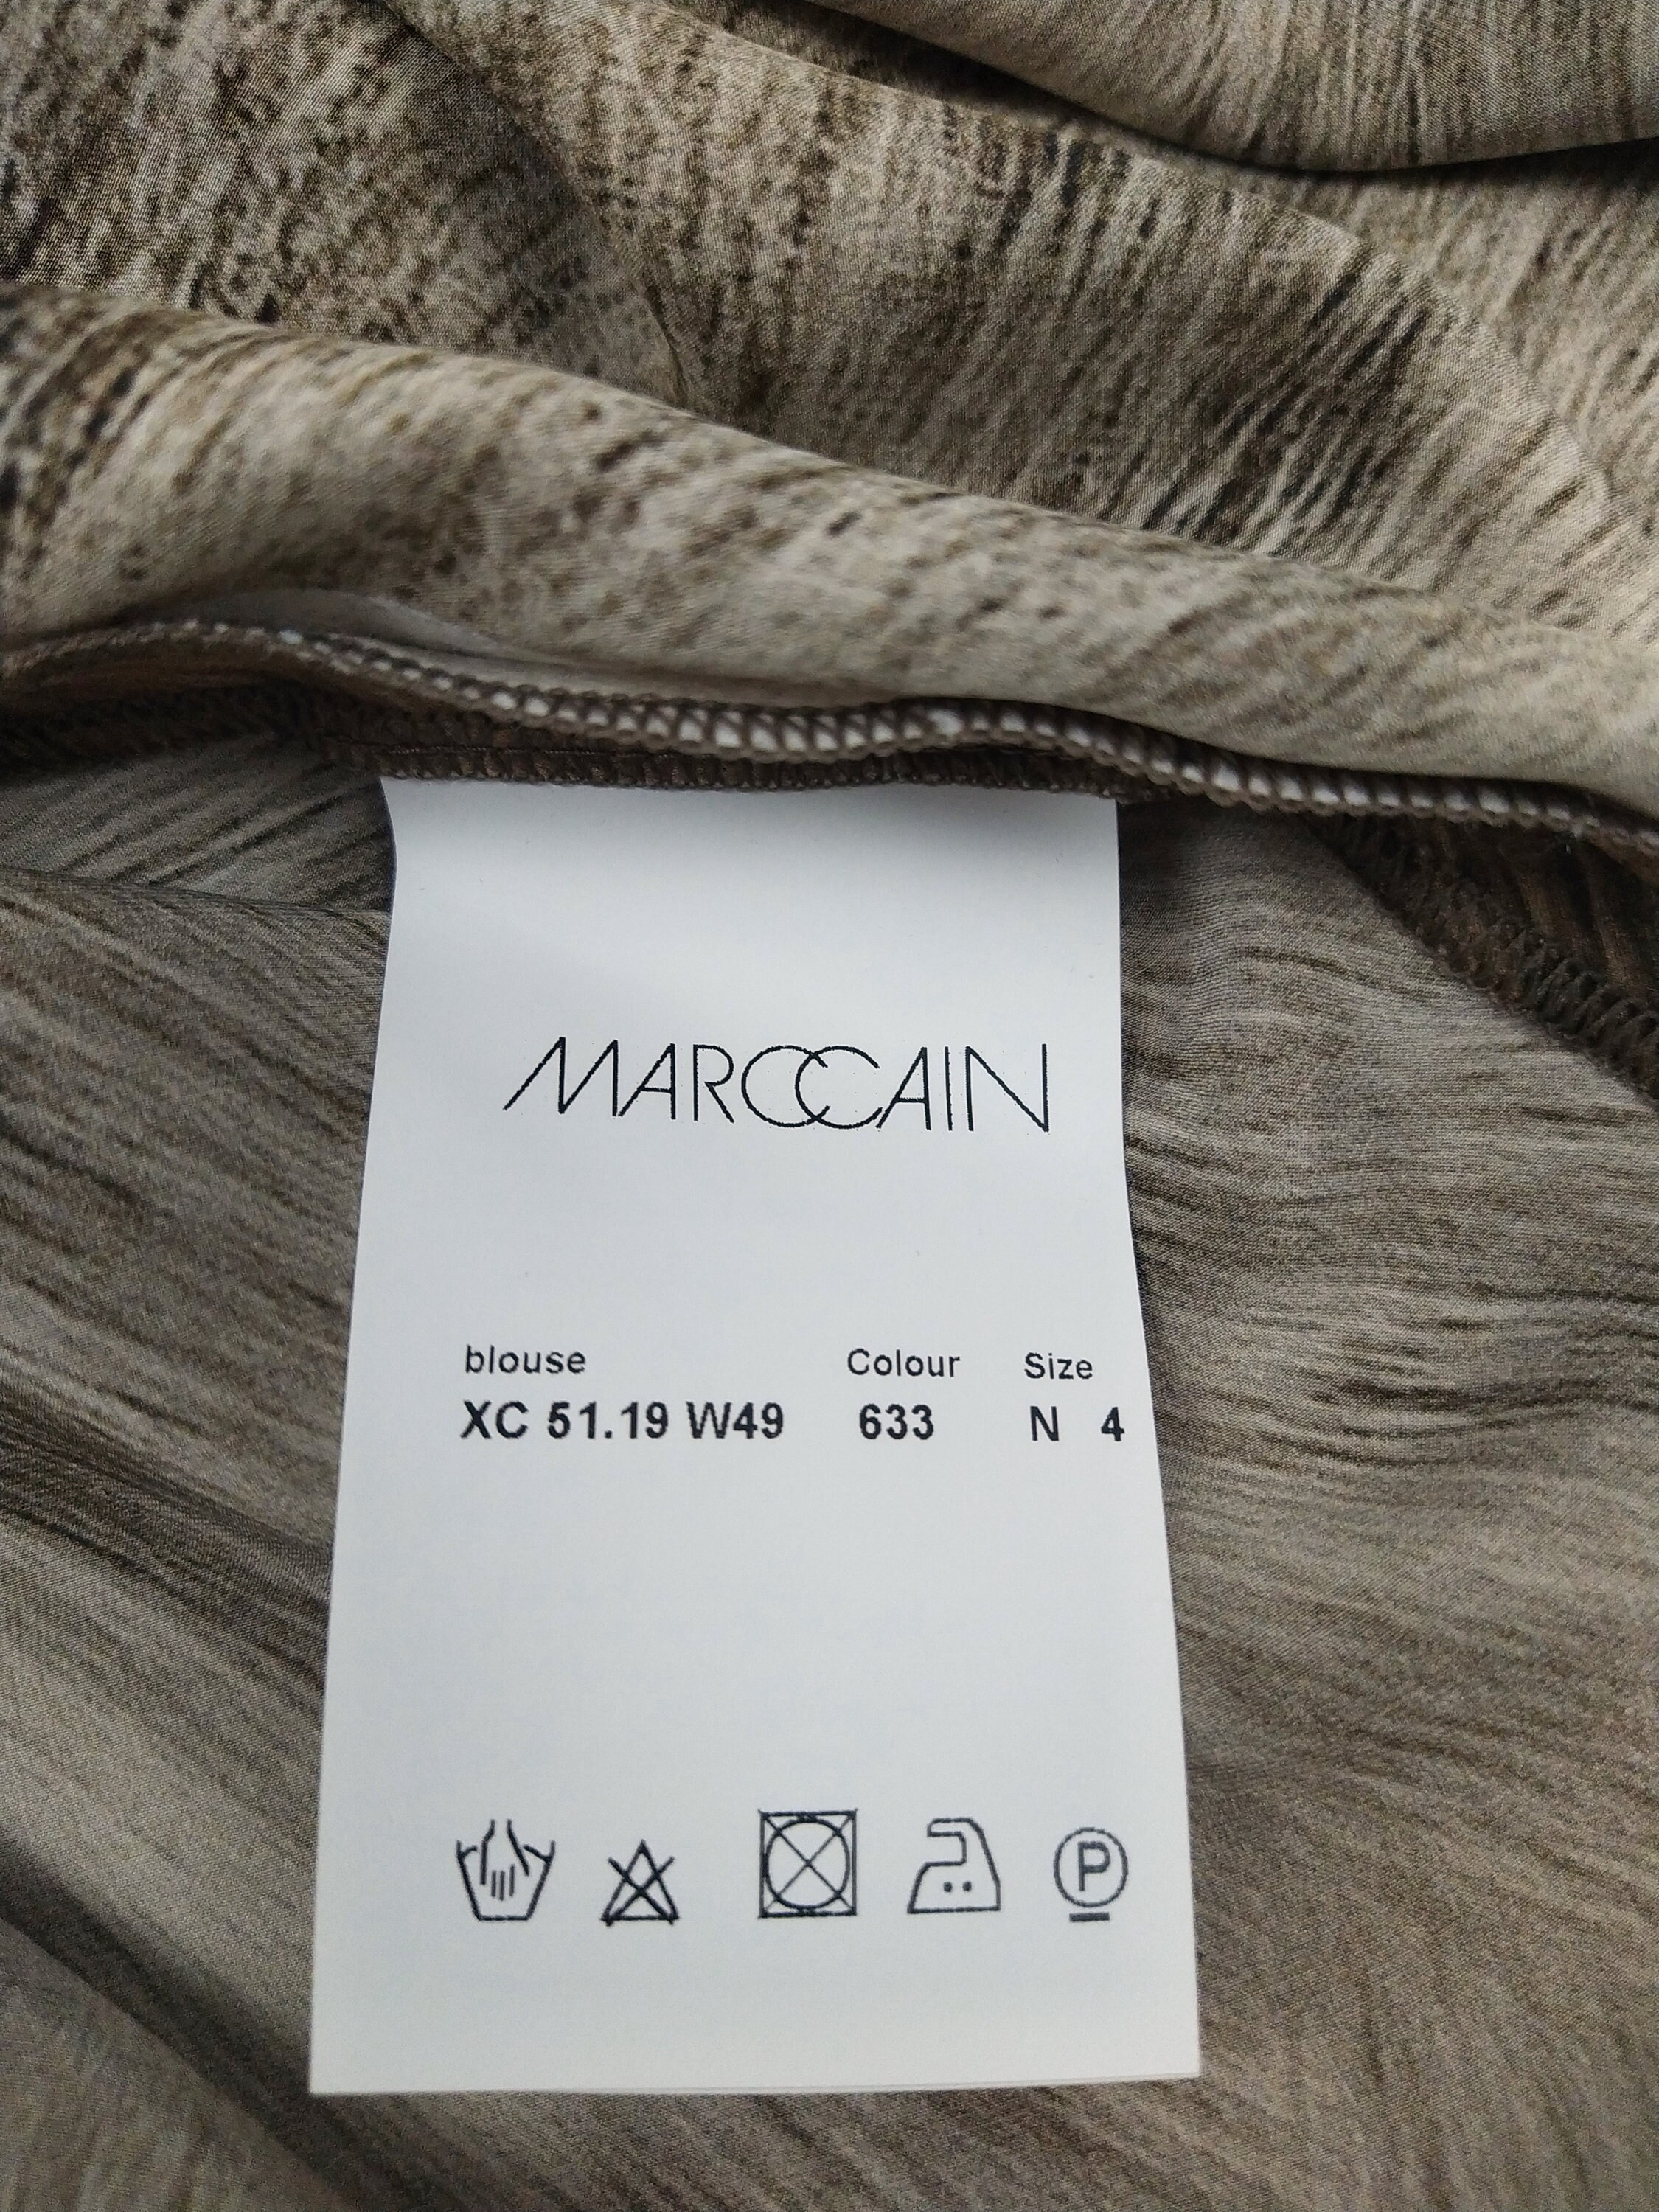 MARCCAIN
blouse Colour Size
XC 51.19 W49 633 N 4
P